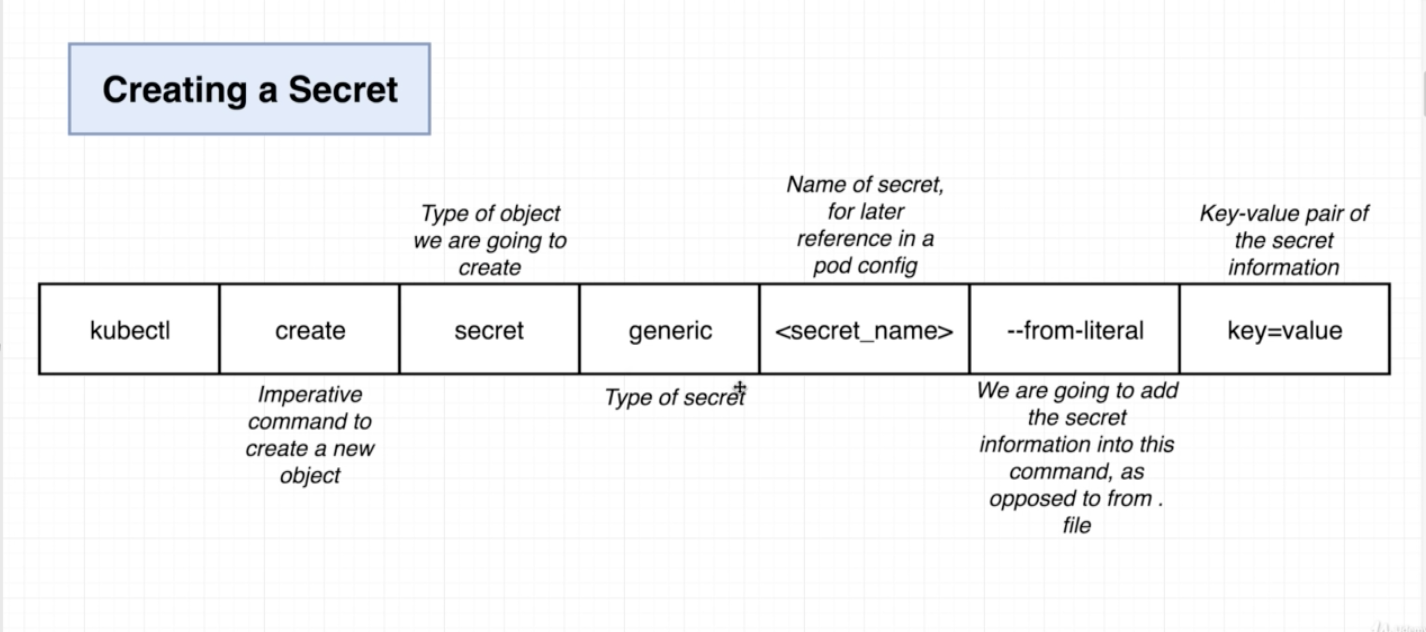 Creating a Secret
Type of object
we are going to
create
Name of secret,
for later
reference in a
pod config
Key-value pair of
the secret
information
kubectl
create
secret
generic
<secret_name>
--from-literal
key=value
Imperative
command to
create a new
object
Type of secret
We are going to add
the secret
information into this
command, as
opposed to from .
file